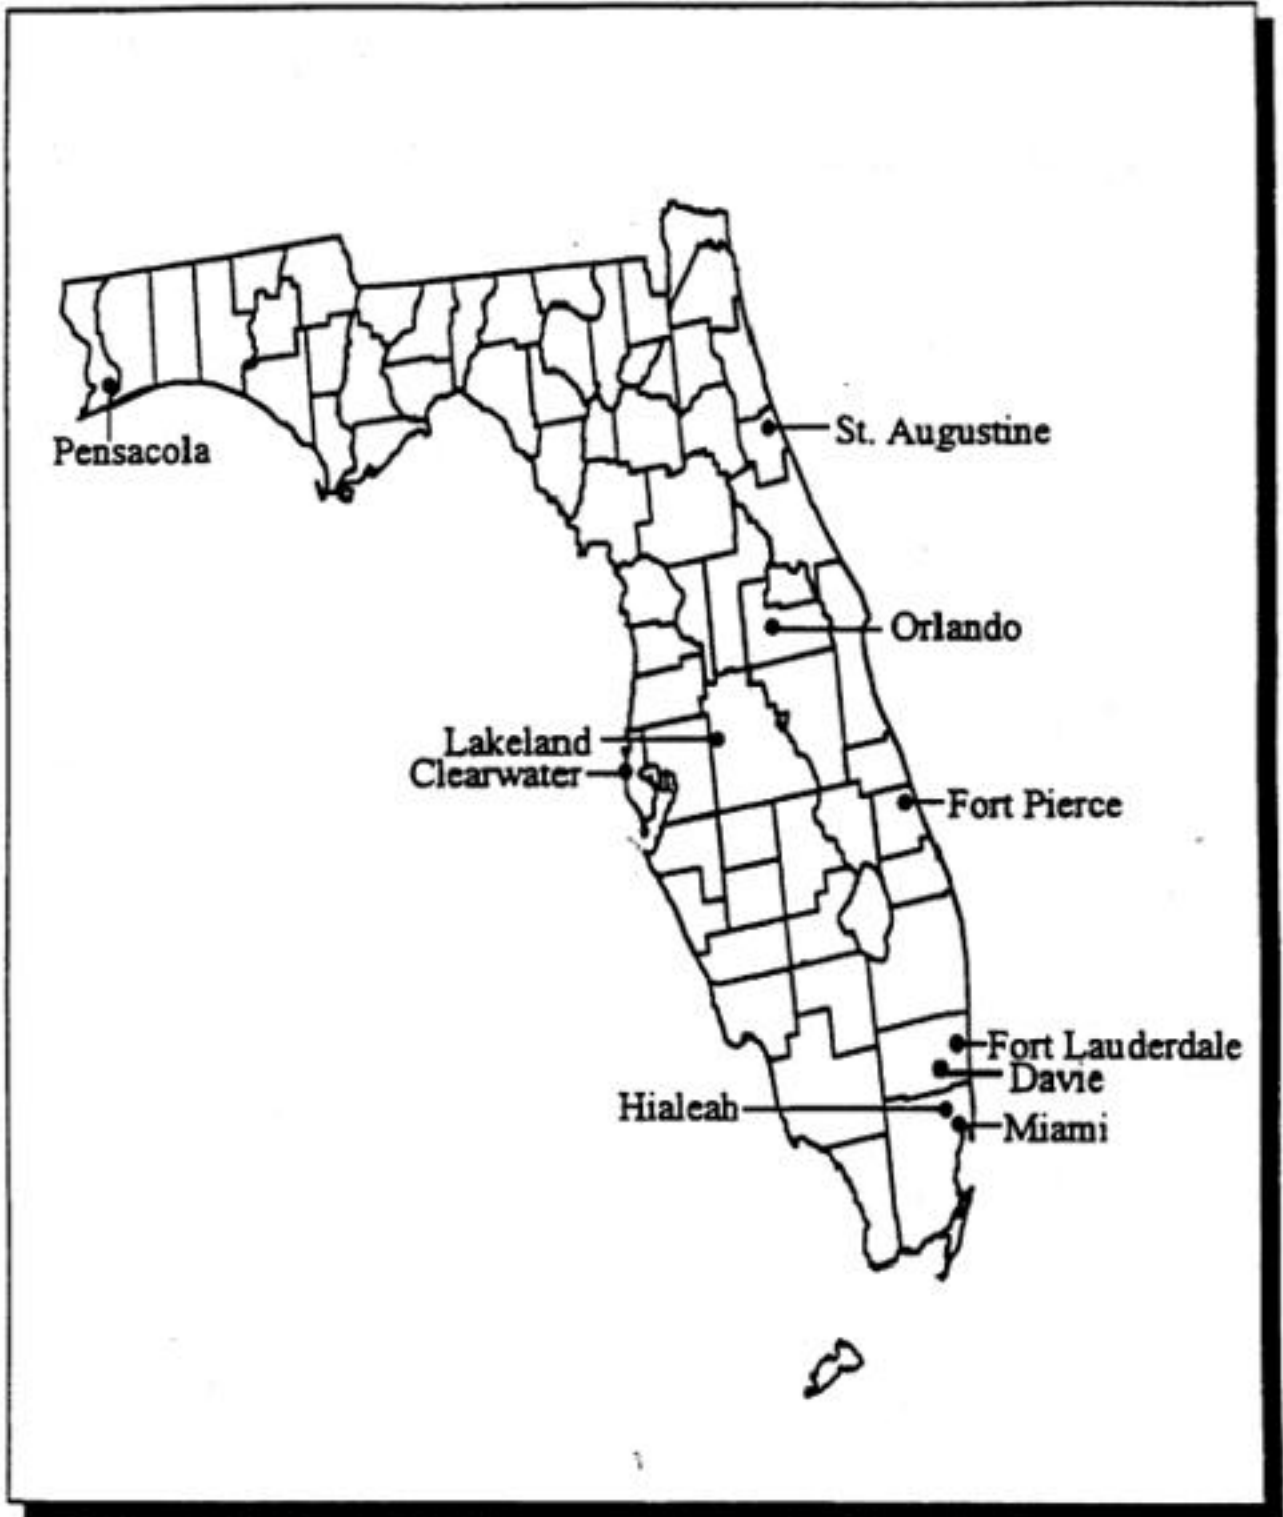 St. Augustine
Pensacola
Orlando
Lakeland
Clearwater
Fort Pierce
Fort Lauderdale
Davie
Hialeah
Miami